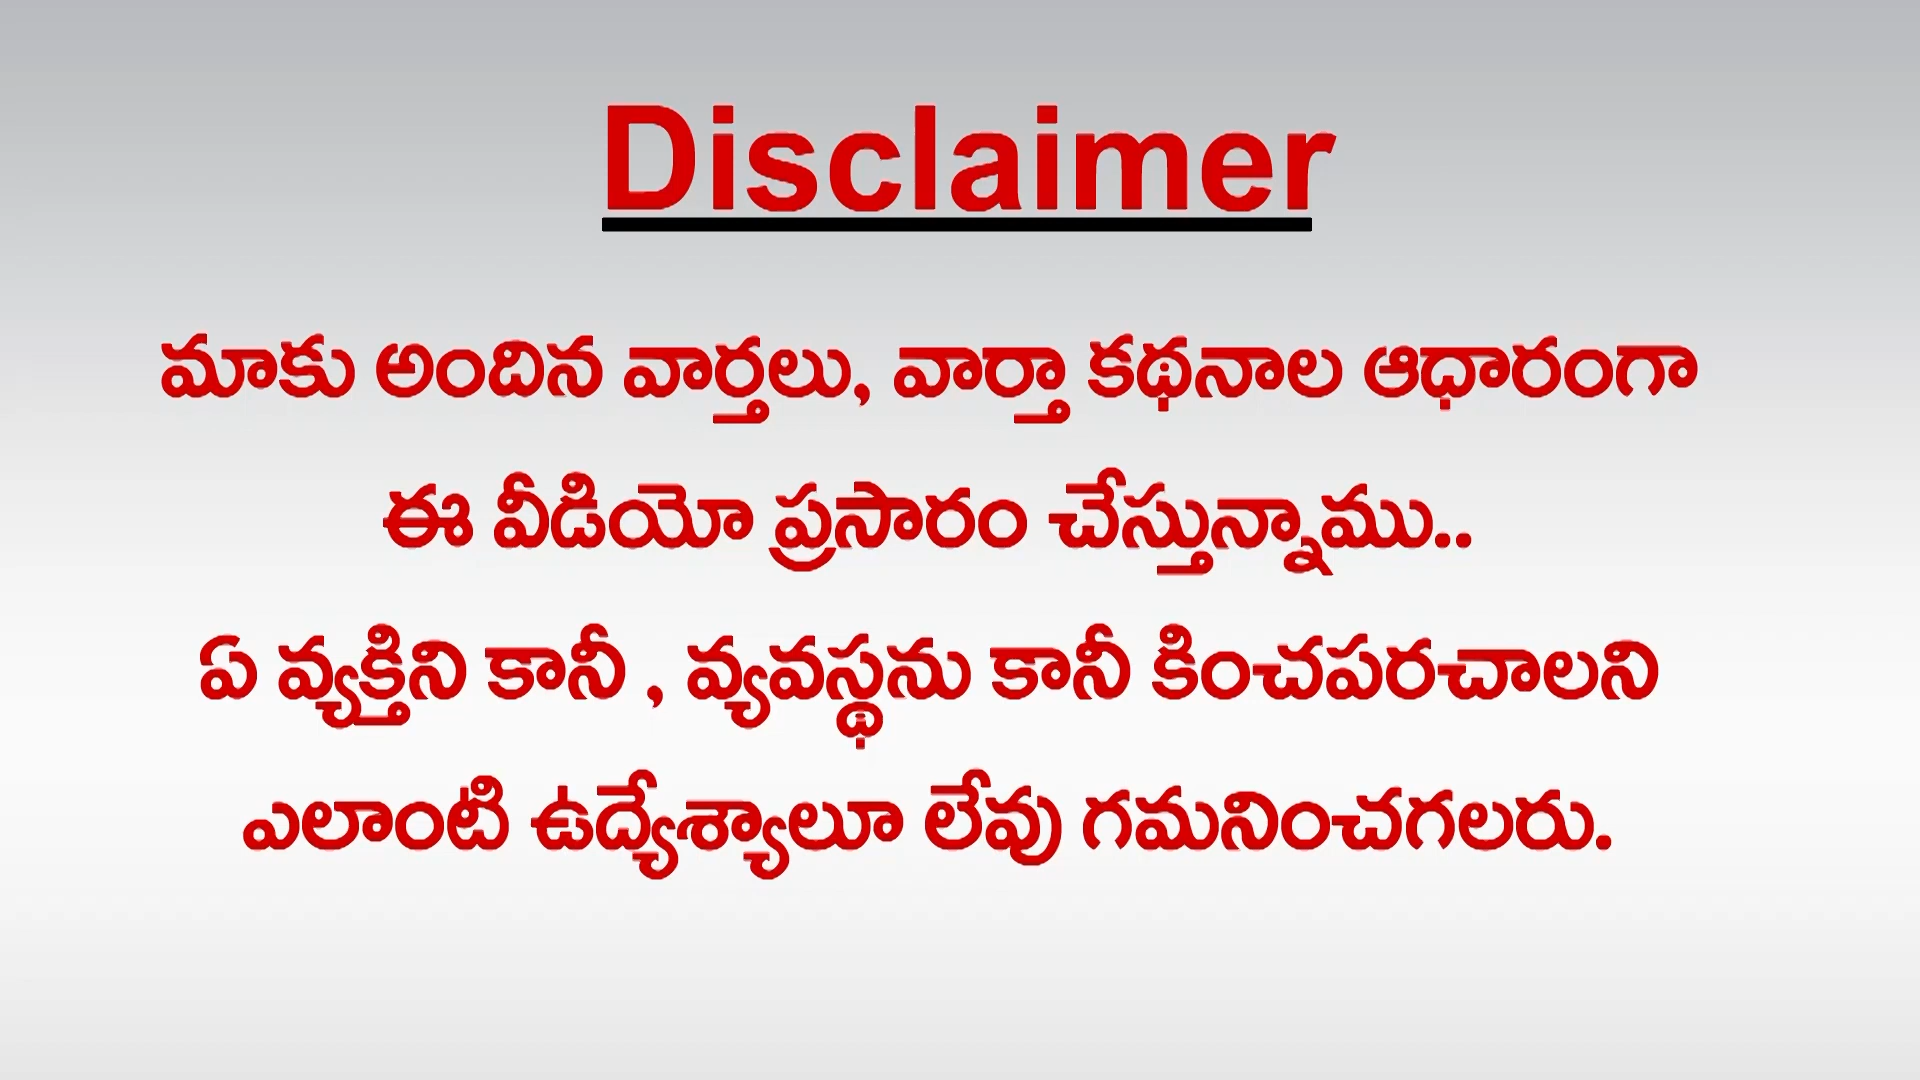 Disclaimer
మాకు అందిన వార్తలు, వార్తా కథనాల ఆధారంగా
ఈ వీడియో ప్రసారం చేస్తున్నాము..
ఏ వ్యక్తిని కానీ , వ్యవస్థను కానీ కించపరచాలని
ఎలాంటి ఉద్యేశ్యాలూ లేవు గమనించగలరు.